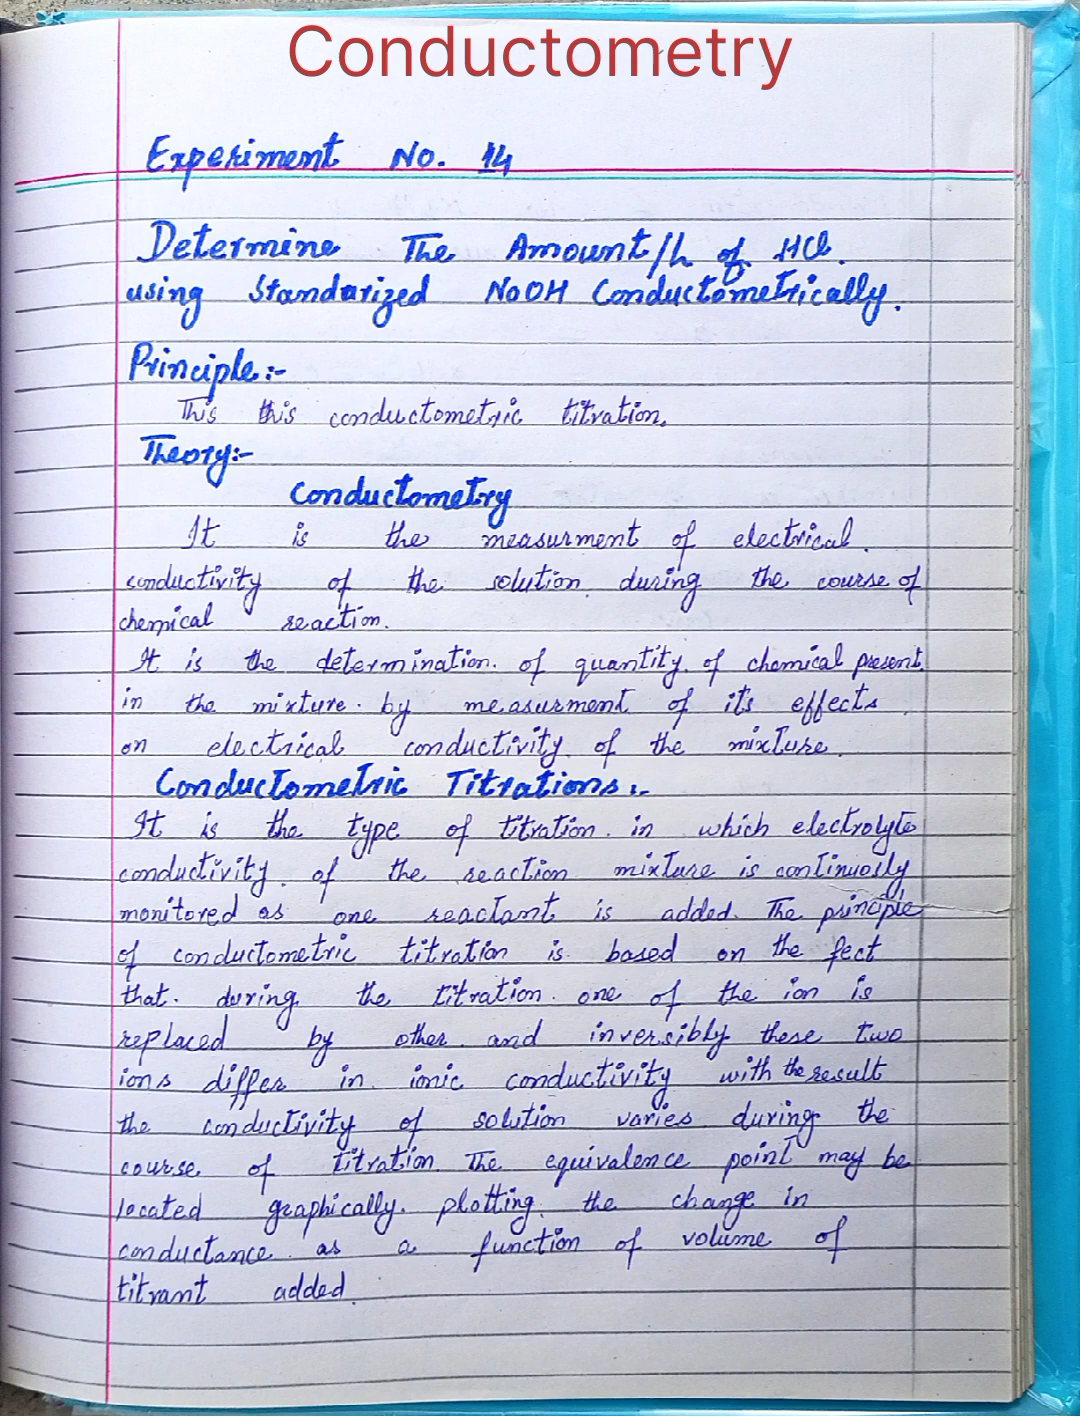 Conductometry
Experiment No. 14
Determine The Amount/L of HCl.
using Standarized NoOH Conductometrically.
Principle:-
This this conductometric titration.
Theory:-
Conductometry
It is the measurment of electrical.
conductivity of the solution during the course of
chemical reaction.
It is the determination. of quantity. of chemical present.
in the mixture. by measurment of it's effects
on electrical conductivity of the mixture.
Conductometric Titrations:-
It is the type of titration. in which electrolyte
conductivity. of the reaction mixture is continuosly
monitored as one reactant is added. The principle
of conductometric titration is based on the fect
that. during the titration. one of the ion is
replaced by other and inversibly these two
ions differ in ionic conductivity with the result
the conductivity of solution varies during the
course of titration. The equivalence point may be
located graphically. plotting. the change in
conductance as a function of volume of
titrant added.